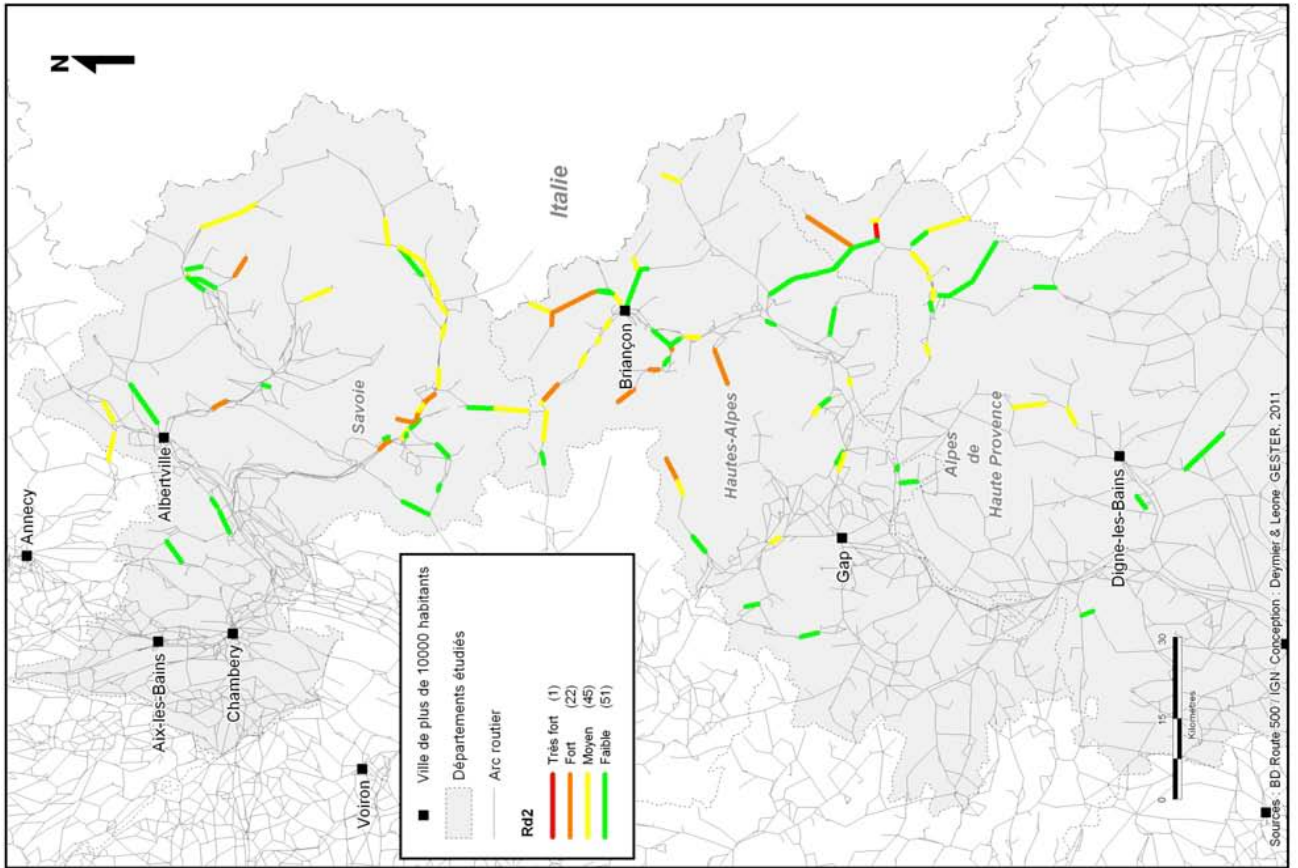 N
Annecy
Albertville
Aix-les-Bains
Chambery
Voiron
Savoie
Italie
Briançon
Hautes-Alpes
Gap
Alpes
de
Haute Provence
Digne-les-Bains
Ville de plus de 10000 habitants
Départements étudiés
Arc routier
Rd2
Très fort (1)
Fort (22)
Moyen (45)
Faible (51)
0 15 30
Kilometres
Sources : BD Route 500 / IGN Conception : Deymier & Leone GESTER, 2011